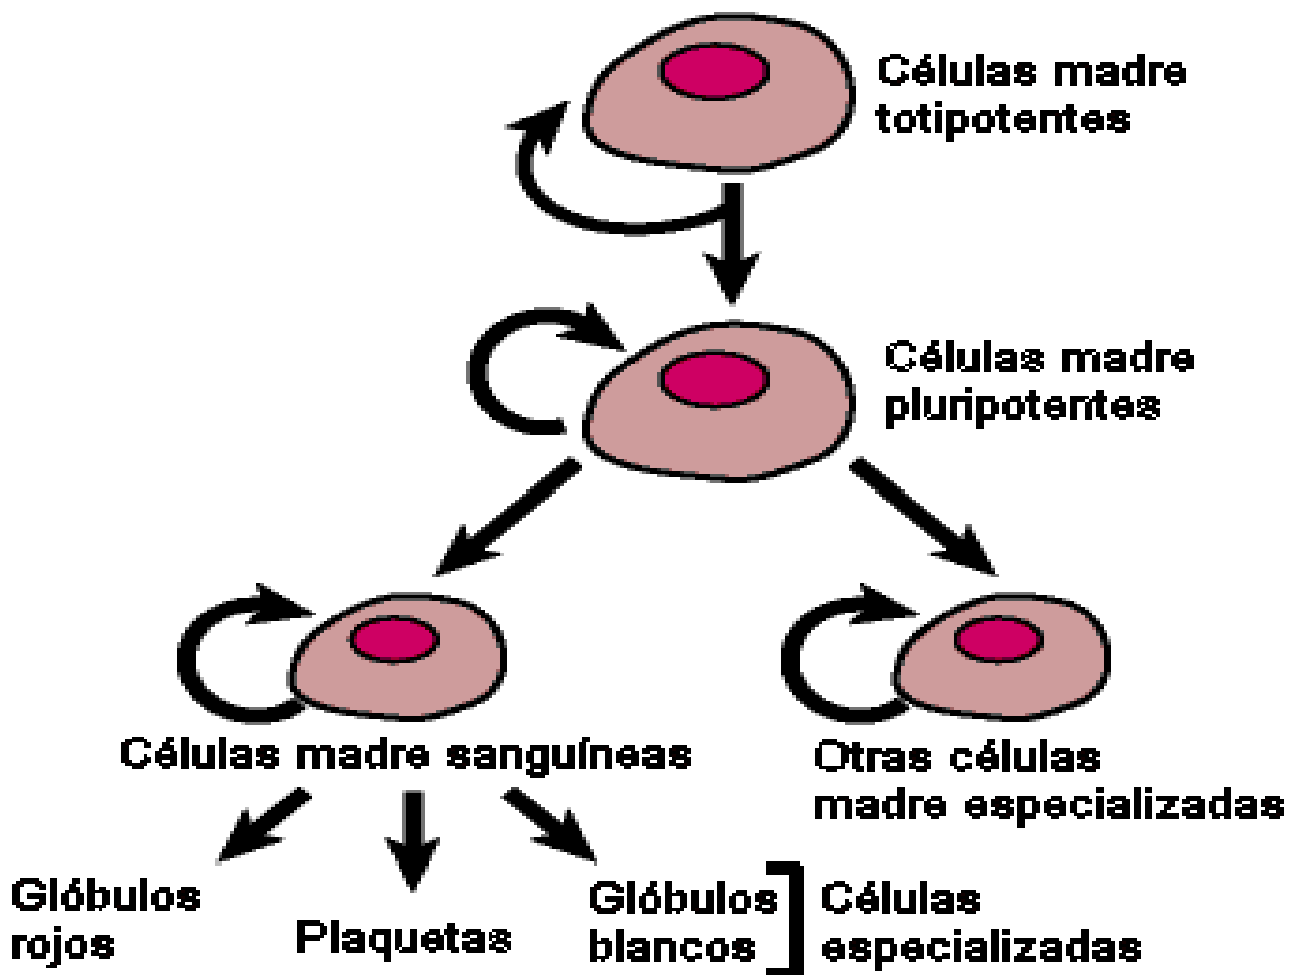 Células madre
totipotentes
Células madre
pluripotentes
Células madre sanguíneas
Otras células
madre especializadas
Glóbulos
rojos
Plaquetas
Glóbulos
blancos
Células
especializadas